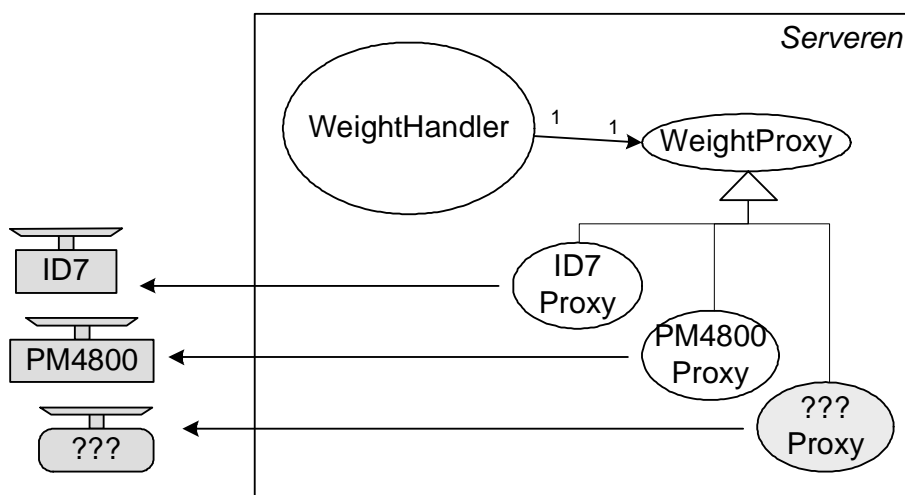 Serveren
WeightHandler
1
1
WeightProxy
ID7
ID7
Proxy
PM4800
PM4800
Proxy
???
???
Proxy